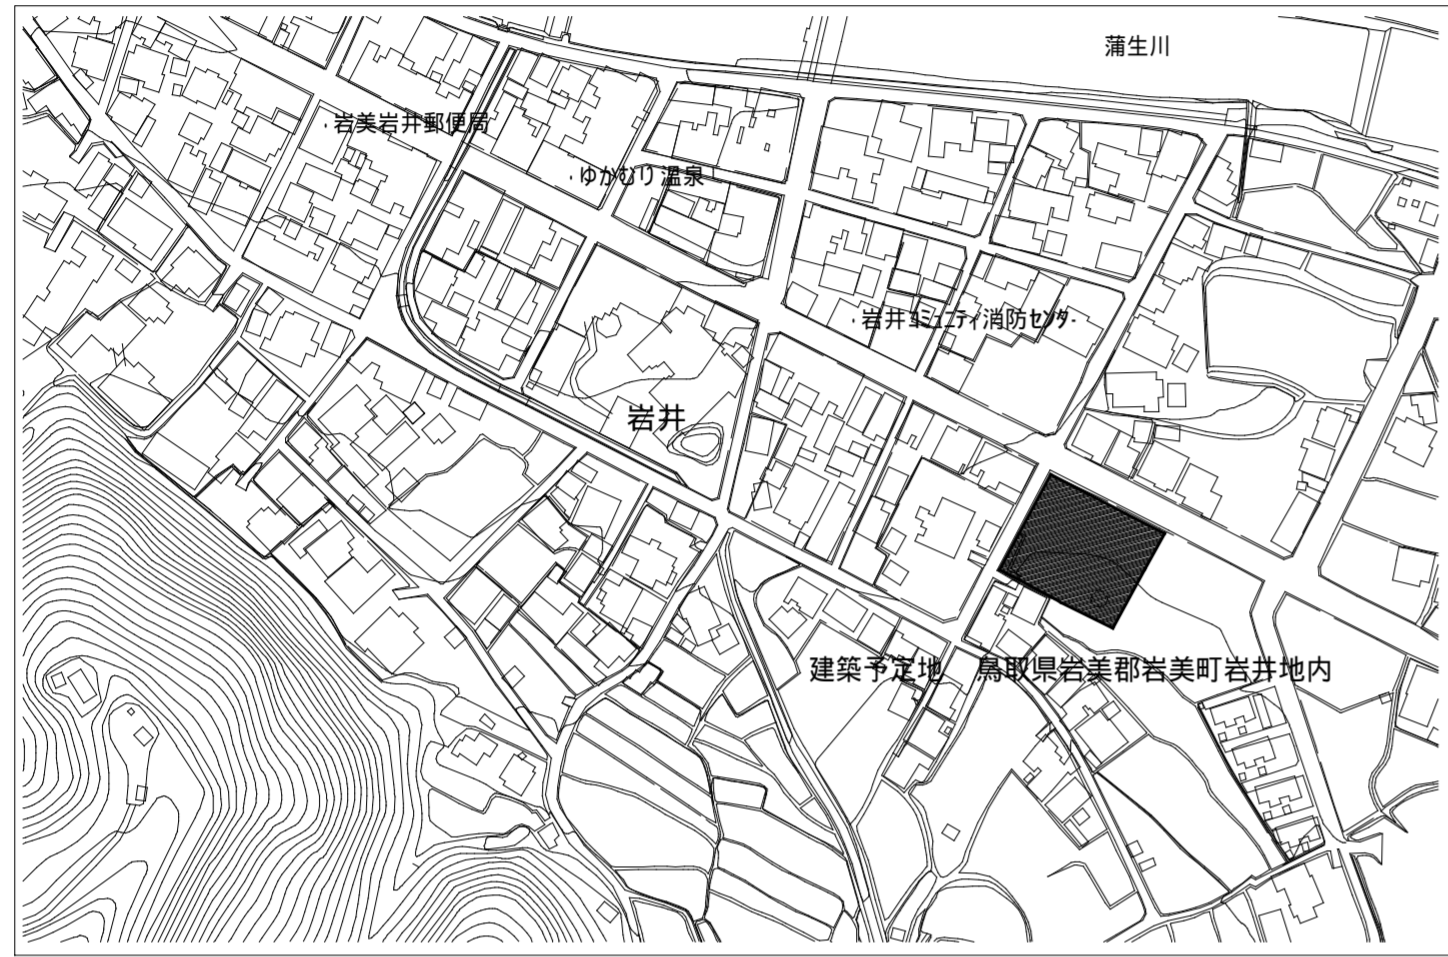 蒲生川
岩美岩井郵便局
ゆかむり温泉
岩井コミュニティ消防センター
岩井
建築予定地 鳥取県岩美郡岩美町岩井地内